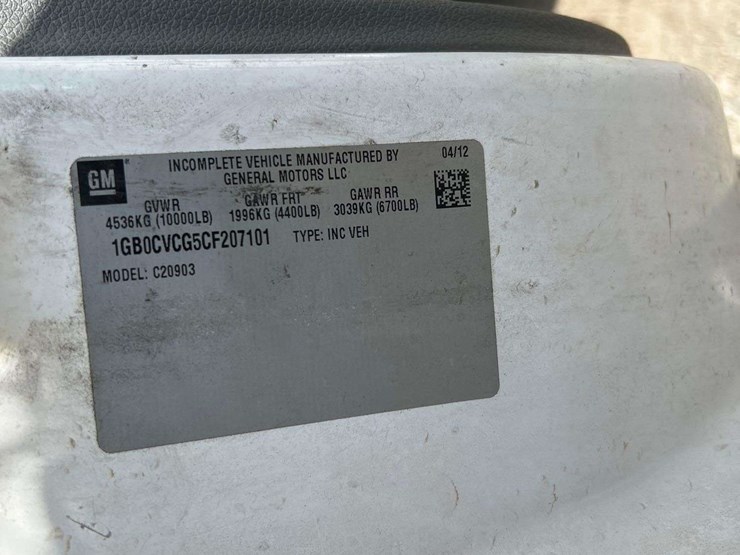 GM
INCOMPLETE VEHICLE MANUFACTURED BY 04/12
GENERAL MOTORS LLC
GVWR GAWR FRT GAWR RR
4536KG (10000LB) 1996KG (4400LB) 3039KG (6700LB)
1GB0CVCG5CF207101 TYPE: INC VEH
MODEL: C20903